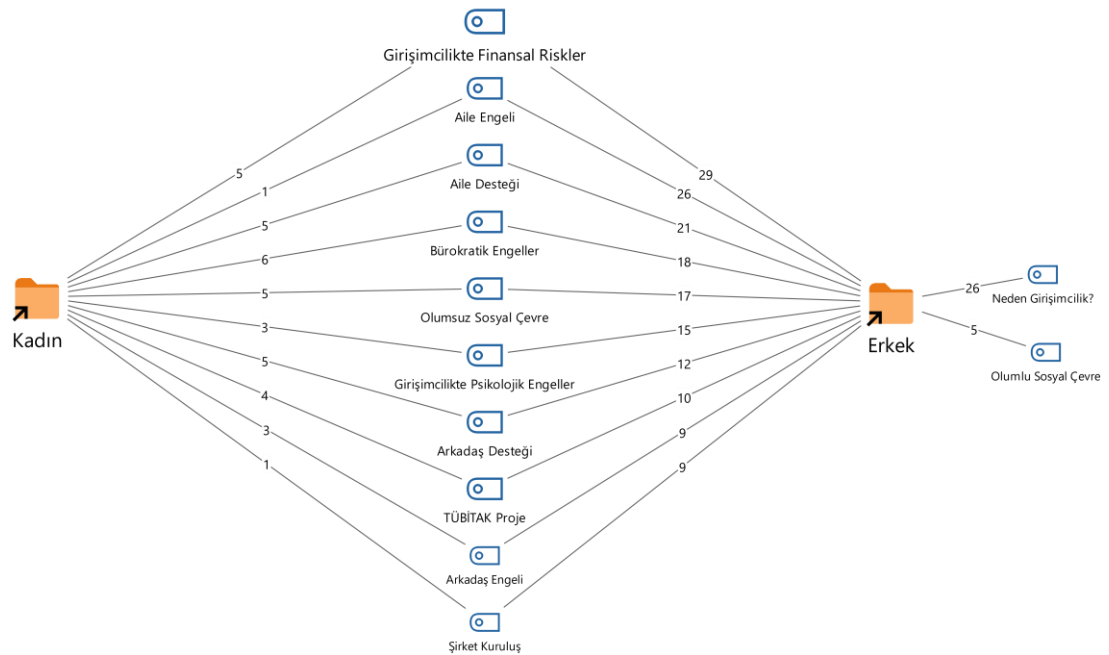 Girişimcilikte Finansal Riskler
Aile Engeli
5
29
Aile Desteği
1
26
5
21
Bürokratik Engeller
6
18
Kadın
Olumsuz Sosyal Çevre
5
17
Erkek
26
Neden Girişimcilik?
3
15
5
Olumlu Sosyal Çevre
Girişimcilikte Psikolojik Engeller
5
12
4
10
Arkadaş Desteği
3
9
1
9
TÜBİTAK Proje
Arkadaş Engeli
Şirket Kuruluş